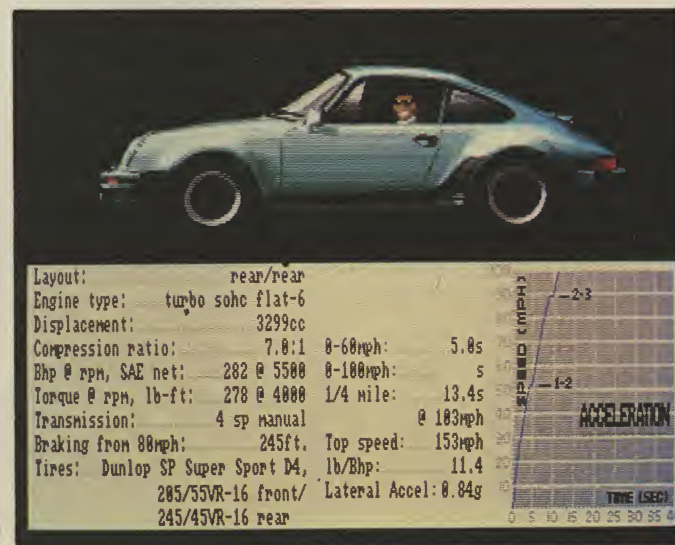 Layout: rear/rear
Engine type: turbo sohc flat-6
Displacement: 3299cc
Compression ratio: 7.0:1 0-60mph: 5.0s
Bhp @ rpm, SAE net: 282 @ 5500 0-100mph: s
Torque @ rpm, lb-ft: 278 @ 4000 1/4 mile: 13.4s
Transmission: 4 sp manual @ 103mph
Braking from 80mph: 245ft. Top speed: 153mph
Tires: Dunlop SP Super Sport D4, lb/Bhp: 11.4
205/55VR-16 front/ Lateral Accel: 0.84g
245/45VR-16 rear
SPEED (MPH)
2-3
1-2
ACCELERATION
TIME (SEC)
0 5 10 15 20 25 30 35